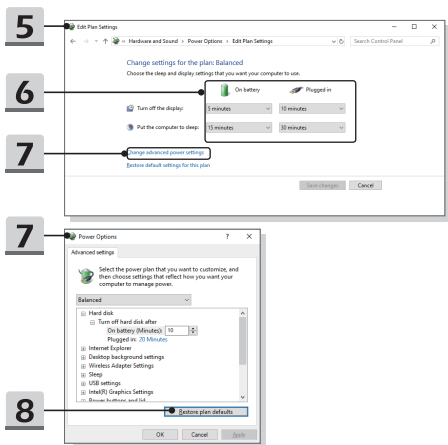 5
Edit Plan Settings
« Hardware and Sound › Power Options › Edit Plan Settings
Search Control Panel
Change settings for the plan: Balanced
Choose the sleep and display settings that you want your computer to use.
6
On battery
Plugged in
Turn off the display:
5 minutes
10 minutes
Put the computer to sleep:
15 minutes
30 minutes
7
Change advanced power settings
Restore default settings for this plan
Save changes
Cancel
7
Power Options
? X
Advanced settings
Select the power plan that you want to customize, and
then choose settings that reflect how you want your
computer to manage power.
Balanced
Hard disk
Turn off hard disk after
On battery (Minutes): 10
Plugged in: 20 Minutes
Internet Explorer
Desktop background settings
Wireless Adapter Settings
Sleep
USB settings
Intel(R) Graphics Settings
Power buttons and lid
8
Restore plan defaults
OK
Cancel
Apply